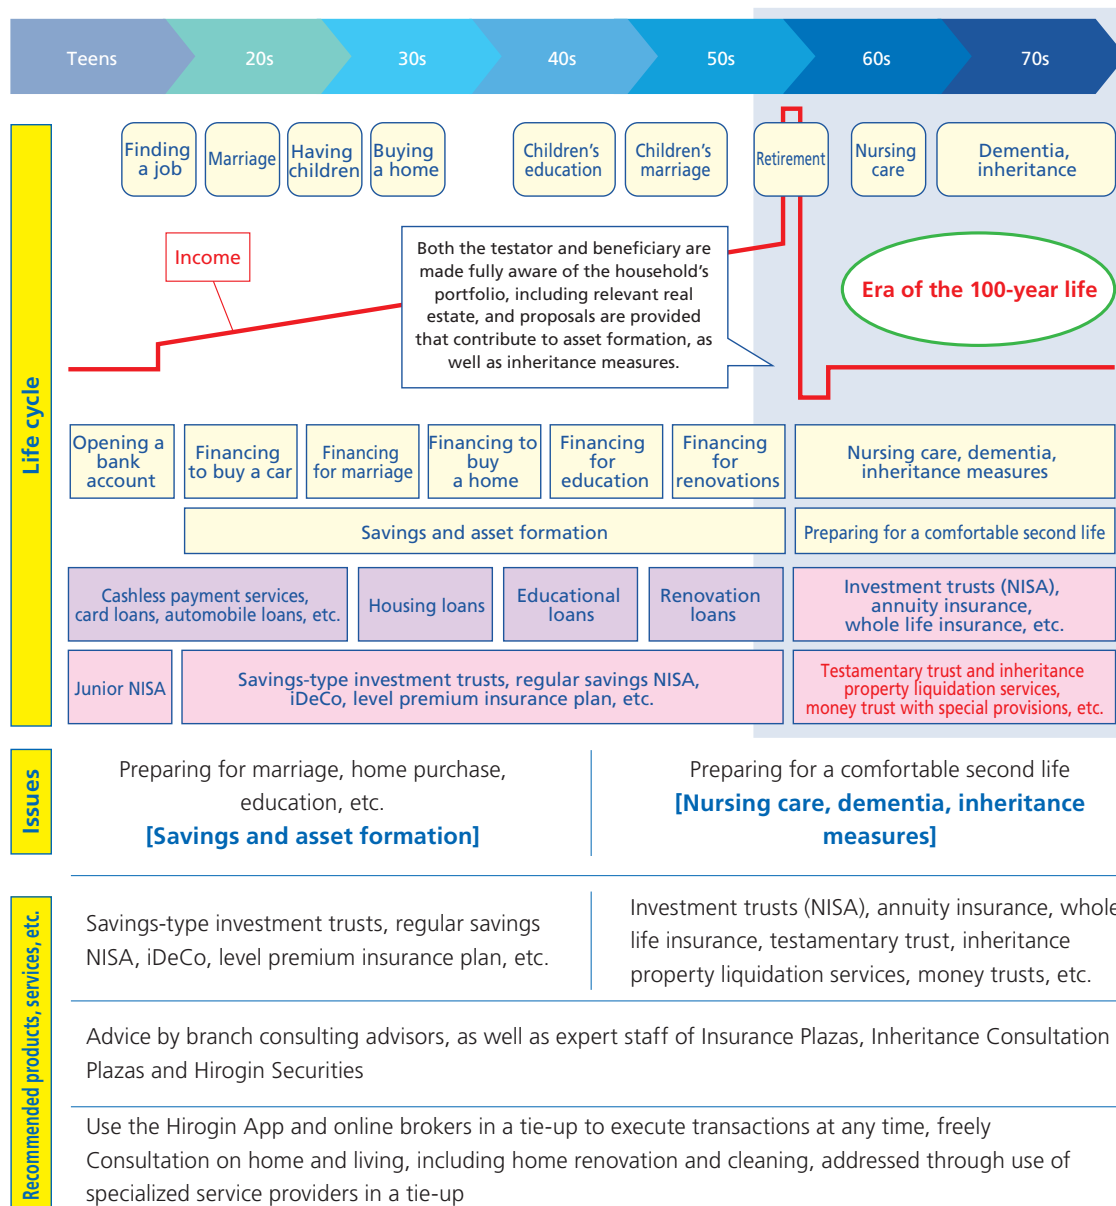 Teens
20s
30s
40s
50s
60s
70s
Life cycle
Finding
a job
Marriage
Having
children
Buying
a home
Children's
education
Children's
marriage
Retirement
Nursing
care
Dementia,
inheritance
Income
Both the testator and beneficiary are
made fully aware of the household's
portfolio, including relevant real
estate, and proposals are provided
that contribute to asset formation, as
well as inheritance measures.
Era of the 100-year life
Opening a
bank
account
Financing
to buy a car
Financing
for marriage
Financing to
buy
a home
Financing
for
education
Financing
for
renovations
Nursing care, dementia,
inheritance measures
Savings and asset formation
Preparing for a comfortable second life
Cashless payment services,
card loans, automobile loans, etc.
Housing loans
Educational
loans
Renovation
loans
Investment trusts (NISA),
annuity insurance,
whole life insurance, etc.
Junior NISA
Savings-type investment trusts, regular savings NISA,
iDeCo, level premium insurance plan, etc.
Testamentary trust and inheritance
property liquidation services,
money trust with special provisions, etc.
Issues
Preparing for marriage, home purchase,
education, etc.
[Savings and asset formation]
Preparing for a comfortable second life
[Nursing care, dementia, inheritance
measures]
Recommended products, services, etc.
Savings-type investment trusts, regular savings
NISA, iDeCo, level premium insurance plan, etc.
Investment trusts (NISA), annuity insurance, whole
life insurance, testamentary trust, inheritance
property liquidation services, money trusts, etc.
Advice by branch consulting advisors, as well as expert staff of Insurance Plazas, Inheritance Consultation
Plazas and Hirogin Securities
Use the Hirogin App and online brokers in a tie-up to execute transactions at any time, freely
Consultation on home and living, including home renovation and cleaning, addressed through use of
specialized service providers in a tie-up